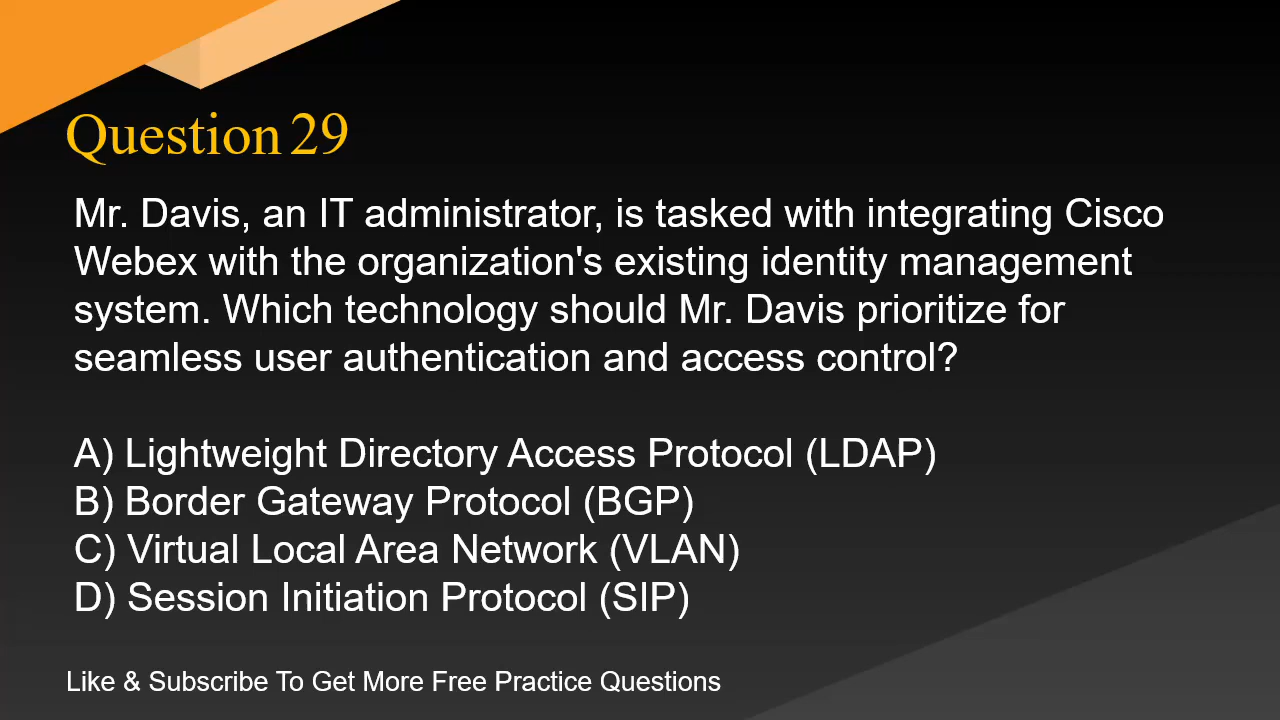 Question 29
Mr. Davis, an IT administrator, is tasked with integrating Cisco
Webex with the organization's existing identity management
system. Which technology should Mr. Davis prioritize for
seamless user authentication and access control?
A) Lightweight Directory Access Protocol (LDAP)
B) Border Gateway Protocol (BGP)
C) Virtual Local Area Network (VLAN)
D) Session Initiation Protocol (SIP)
Like & Subscribe To Get More Free Practice Questions